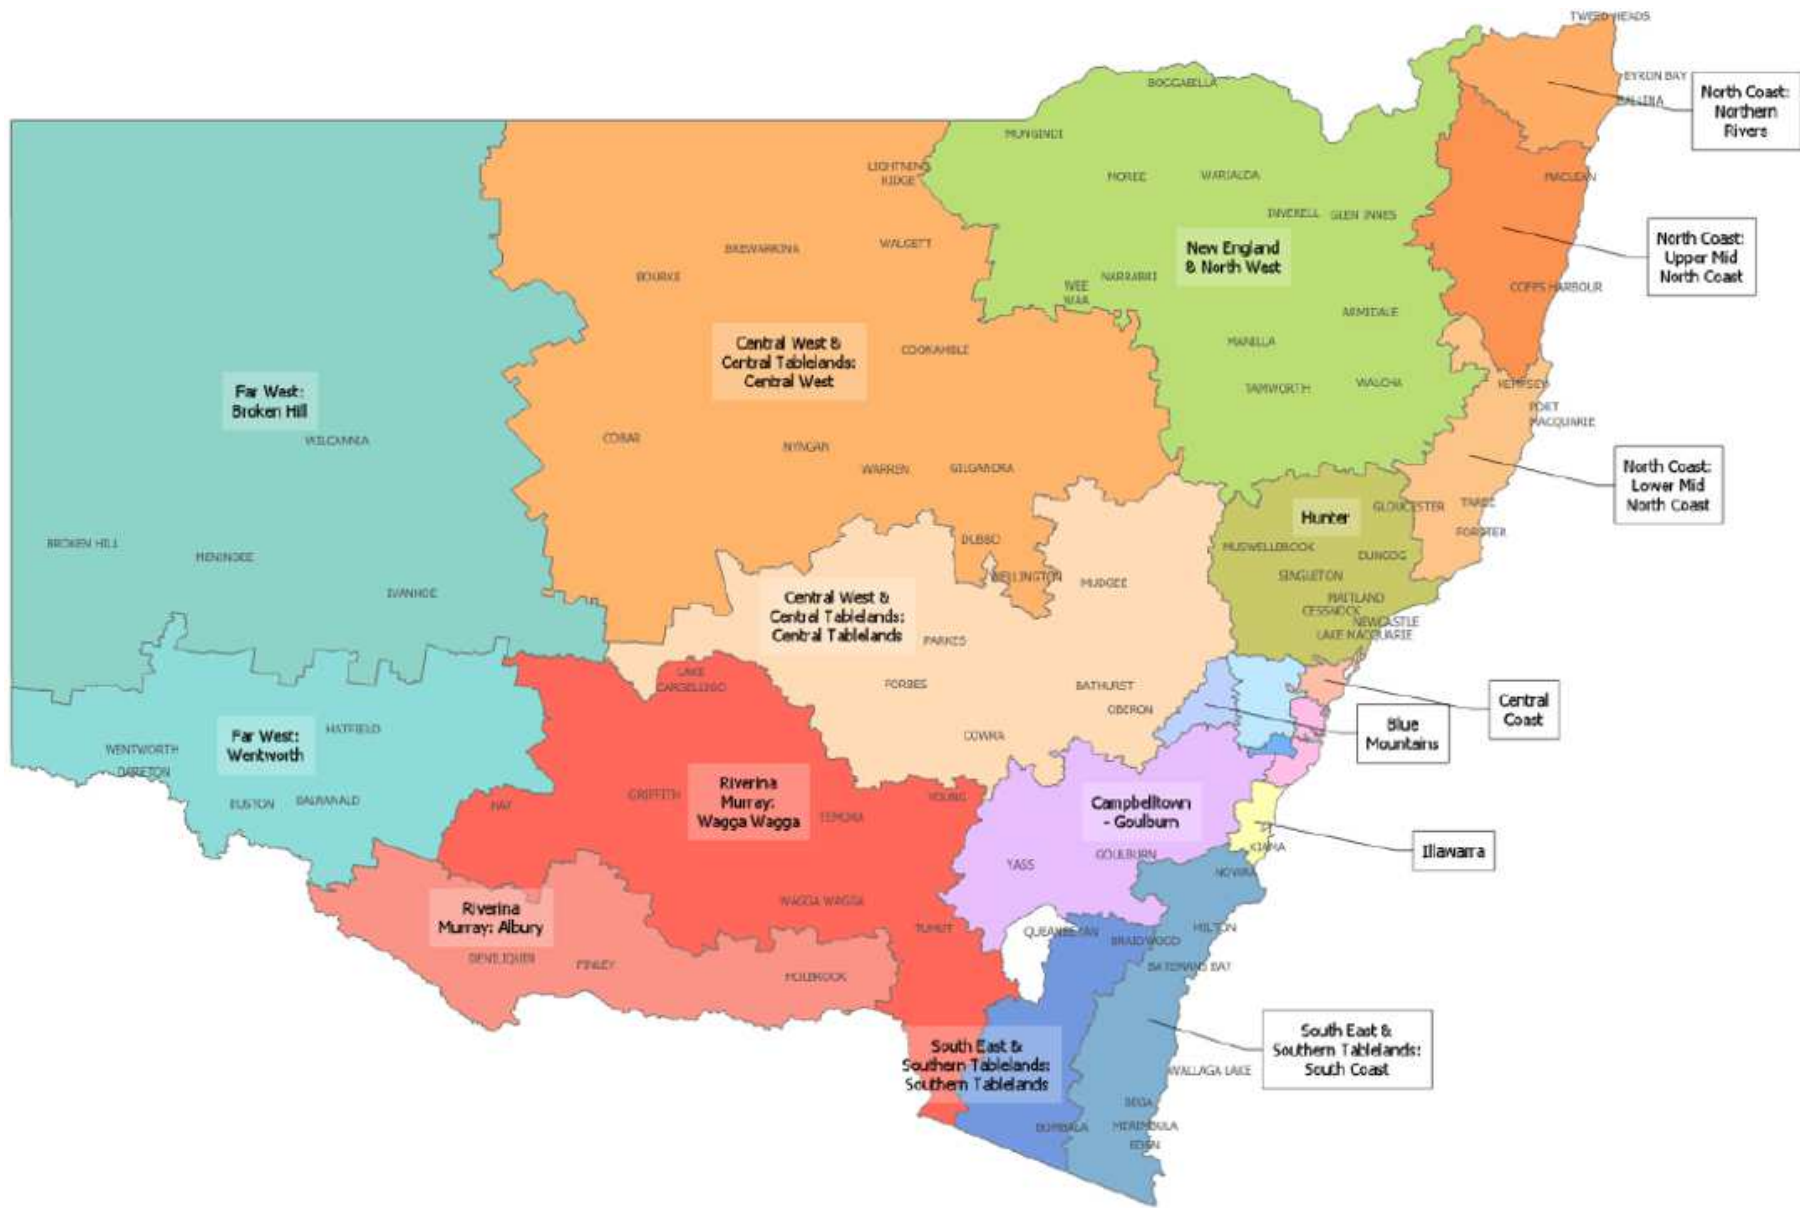 TWEED HEADS
BYRON BAY
BALLINA
North Coast:
Northern
Rivers
BOGGABILLA
MUNGINDI
LIGHTNING
RIDGE
MOREE
WARIALDA
MACLEAN
INVERELL
GLEN INNES
BREWARRINA
WALGETT
New England
& North West
North Coast:
Upper Mid
North Coast
BOURKE
NARRABRI
WEE
WAA
COFFS HARBOUR
ARMIDALE
Central West &
Central Tablelands:
Central West
COONAMBLE
MANILLA
TAMWORTH
WALCHA
KEMPSEY
PORT
MACQUARIE
Far West:
Broken Hill
WILCANNIA
COBAR
NYNGAN
WARREN
GILGANDRA
North Coast:
Lower Mid
North Coast
Hunter
GLOUCESTER
TAREE
FORSTER
BROKEN HILL
MENINDEE
IVANHOE
DUBBO
WELLINGTON
MUDGEE
MUSWELLBROOK
DUNGOG
SINGLETON
MAITLAND
CESSNOCK
NEWCASTLE
LAKE MACQUARIE
Central West &
Central Tablelands:
Central Tablelands
PARKES
LAKE
CARGELLIGO
FORBES
BATHURST
OBERON
COWRA
Central
Coast
Blue
Mountains
HATFIELD
Far West:
Wentworth
WENTWORTH
DARETON
EUSTON
BALRANALD
HAY
GRIFFITH
Riverina
Murray:
Wagga Wagga
TEMORA
YOUNG
Campbelltown
- Goulburn
YASS
GOULBURN
KIAMA
Illawarra
NOWRA
WAGGA WAGGA
Riverina
Murray: Albury
DENILIQUIN
FINLEY
HOLBROOK
TUMUT
QUEANBEYAN
BRAIDWOOD
MILTON
BATEMANS BAY
South East &
Southern Tablelands:
Southern Tablelands
South East &
Southern Tablelands:
South Coast
WALLAGA LAKE
BEGA
BOMBALA
MERIMBULA
EDEN